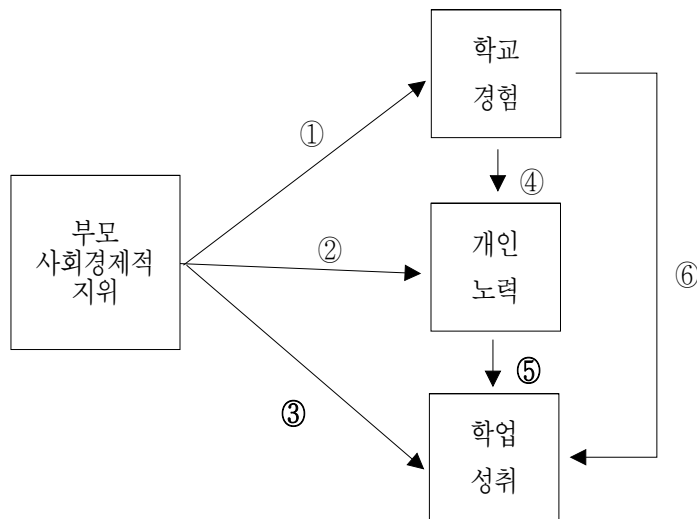 학교
경험
①
④
부모
사회경제적
지위
②
개인
노력
⑥
⑤
③
학업
성취